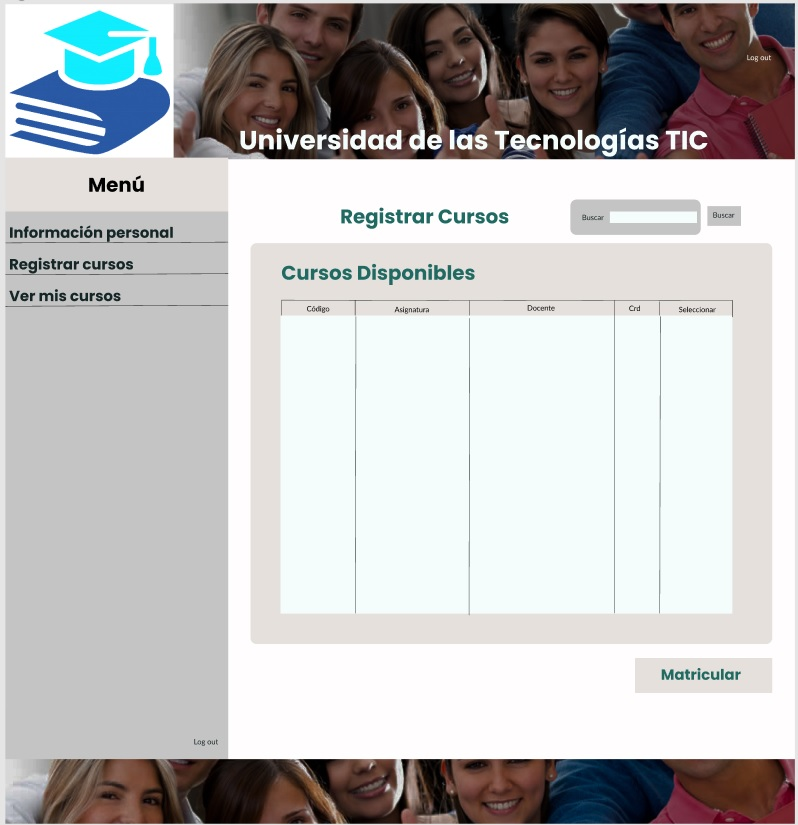 Log out
Universidad de las Tecnologías TIC
Menú
Información personal
Registrar cursos
Ver mis cursos
Log out
Registrar Cursos
Buscar
Buscar
Cursos Disponibles
Código Asignatura Docente Crd Seleccionar
Matricular